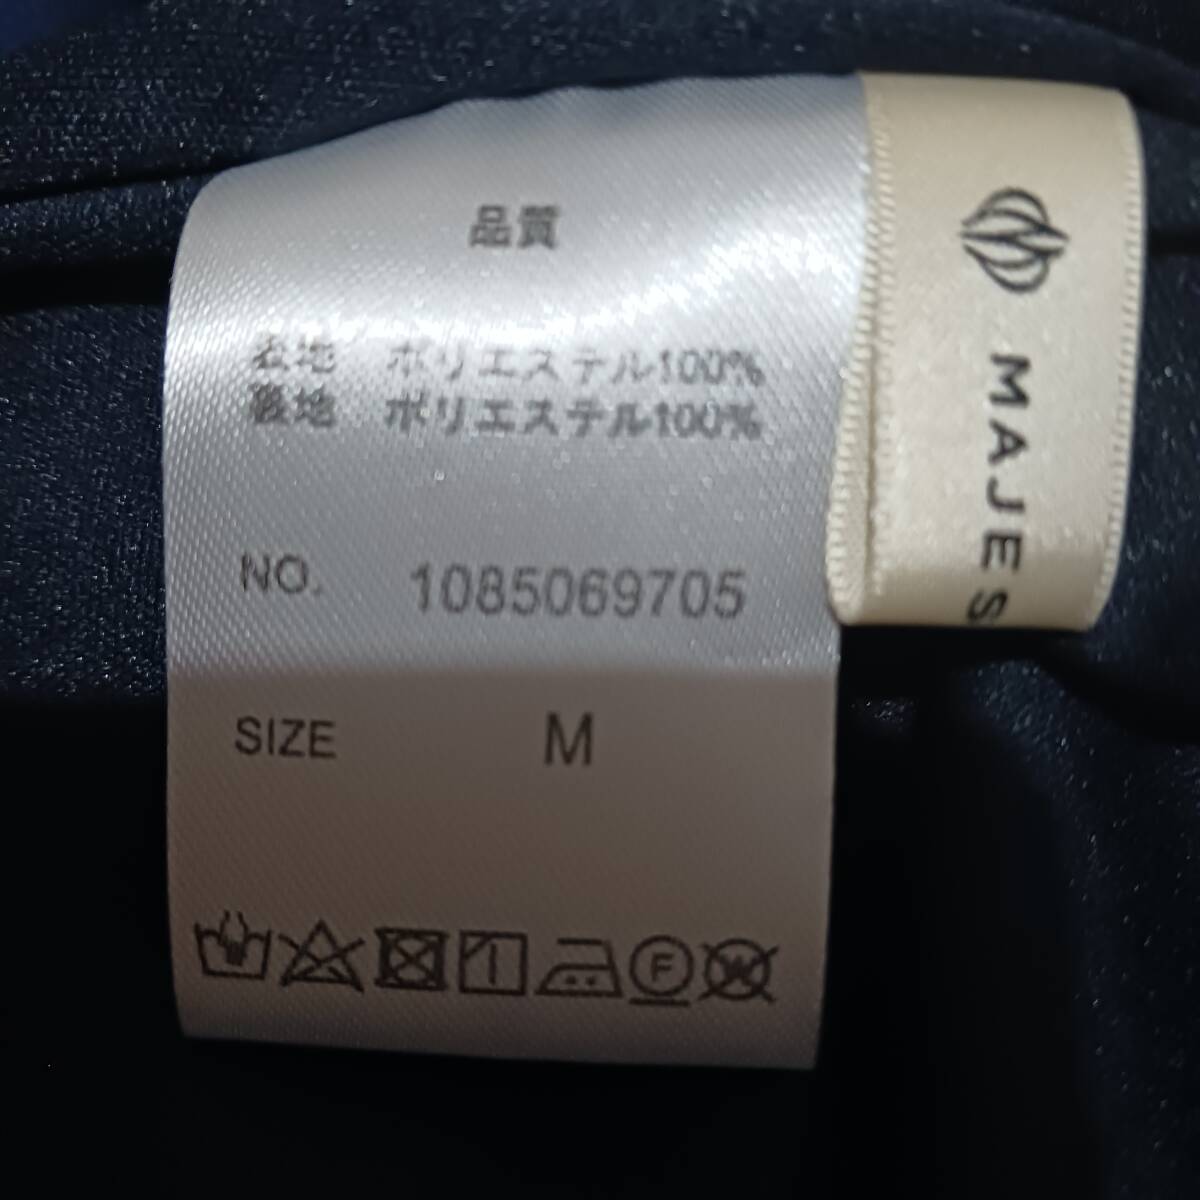 品質
表地 ポリエステル100%
裏地 ポリエステル100%
NO. 1085069705
SIZE M
F
W
MAJES